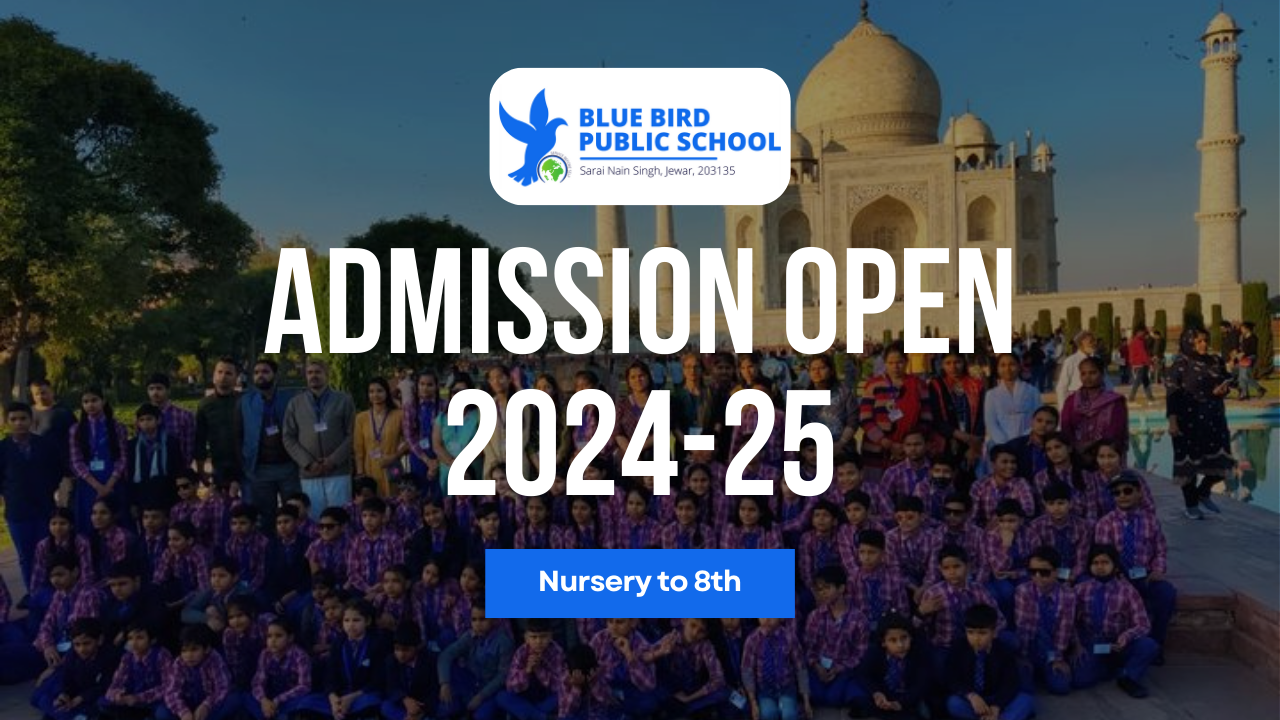 BLUE BIRD
PUBLIC SCHOOL
Sarai Nain Singh, Jewar, 203135
ADMISSION OPEN
2024-25
Nursery to 8th